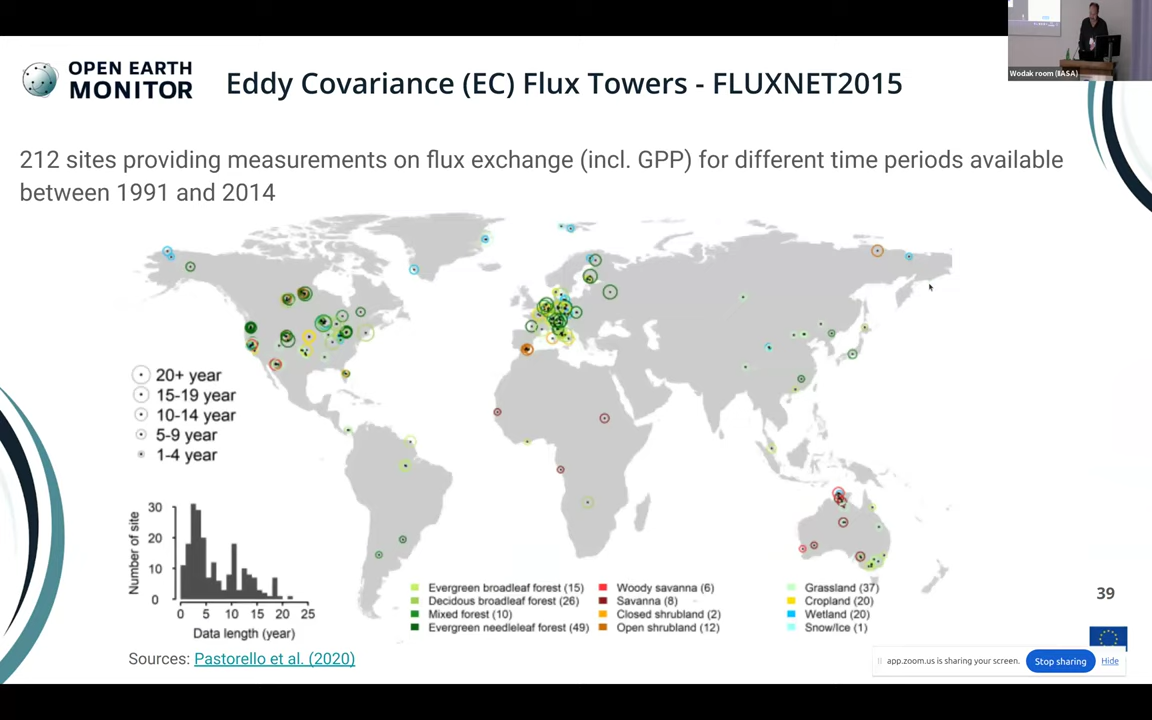 Wodak room (IIASA)
OPEN EARTH
MONITOR
Eddy Covariance (EC) Flux Towers - FLUXNET2015
212 sites providing measurements on flux exchange (incl. GPP) for different time periods available
between 1991 and 2014
20+ year
15-19 year
10-14 year
5-9 year
1-4 year
Number of site
30
20
10
0
0 5 10 15 20 25
Data length (year)
Evergreen broadleaf forest (15)
Decidous broadleaf forest (26)
Mixed forest (10)
Evergreen needleleaf forest (49)
Woody savanna (6)
Savanna (8)
Closed shrubland (2)
Open shrubland (12)
Grassland (37)
Cropland (20)
Wetland (20)
Snow/Ice (1)
39
Sources: Pastorello et al. (2020)
app.zoom.us is sharing your screen.
Stop sharing
Hide